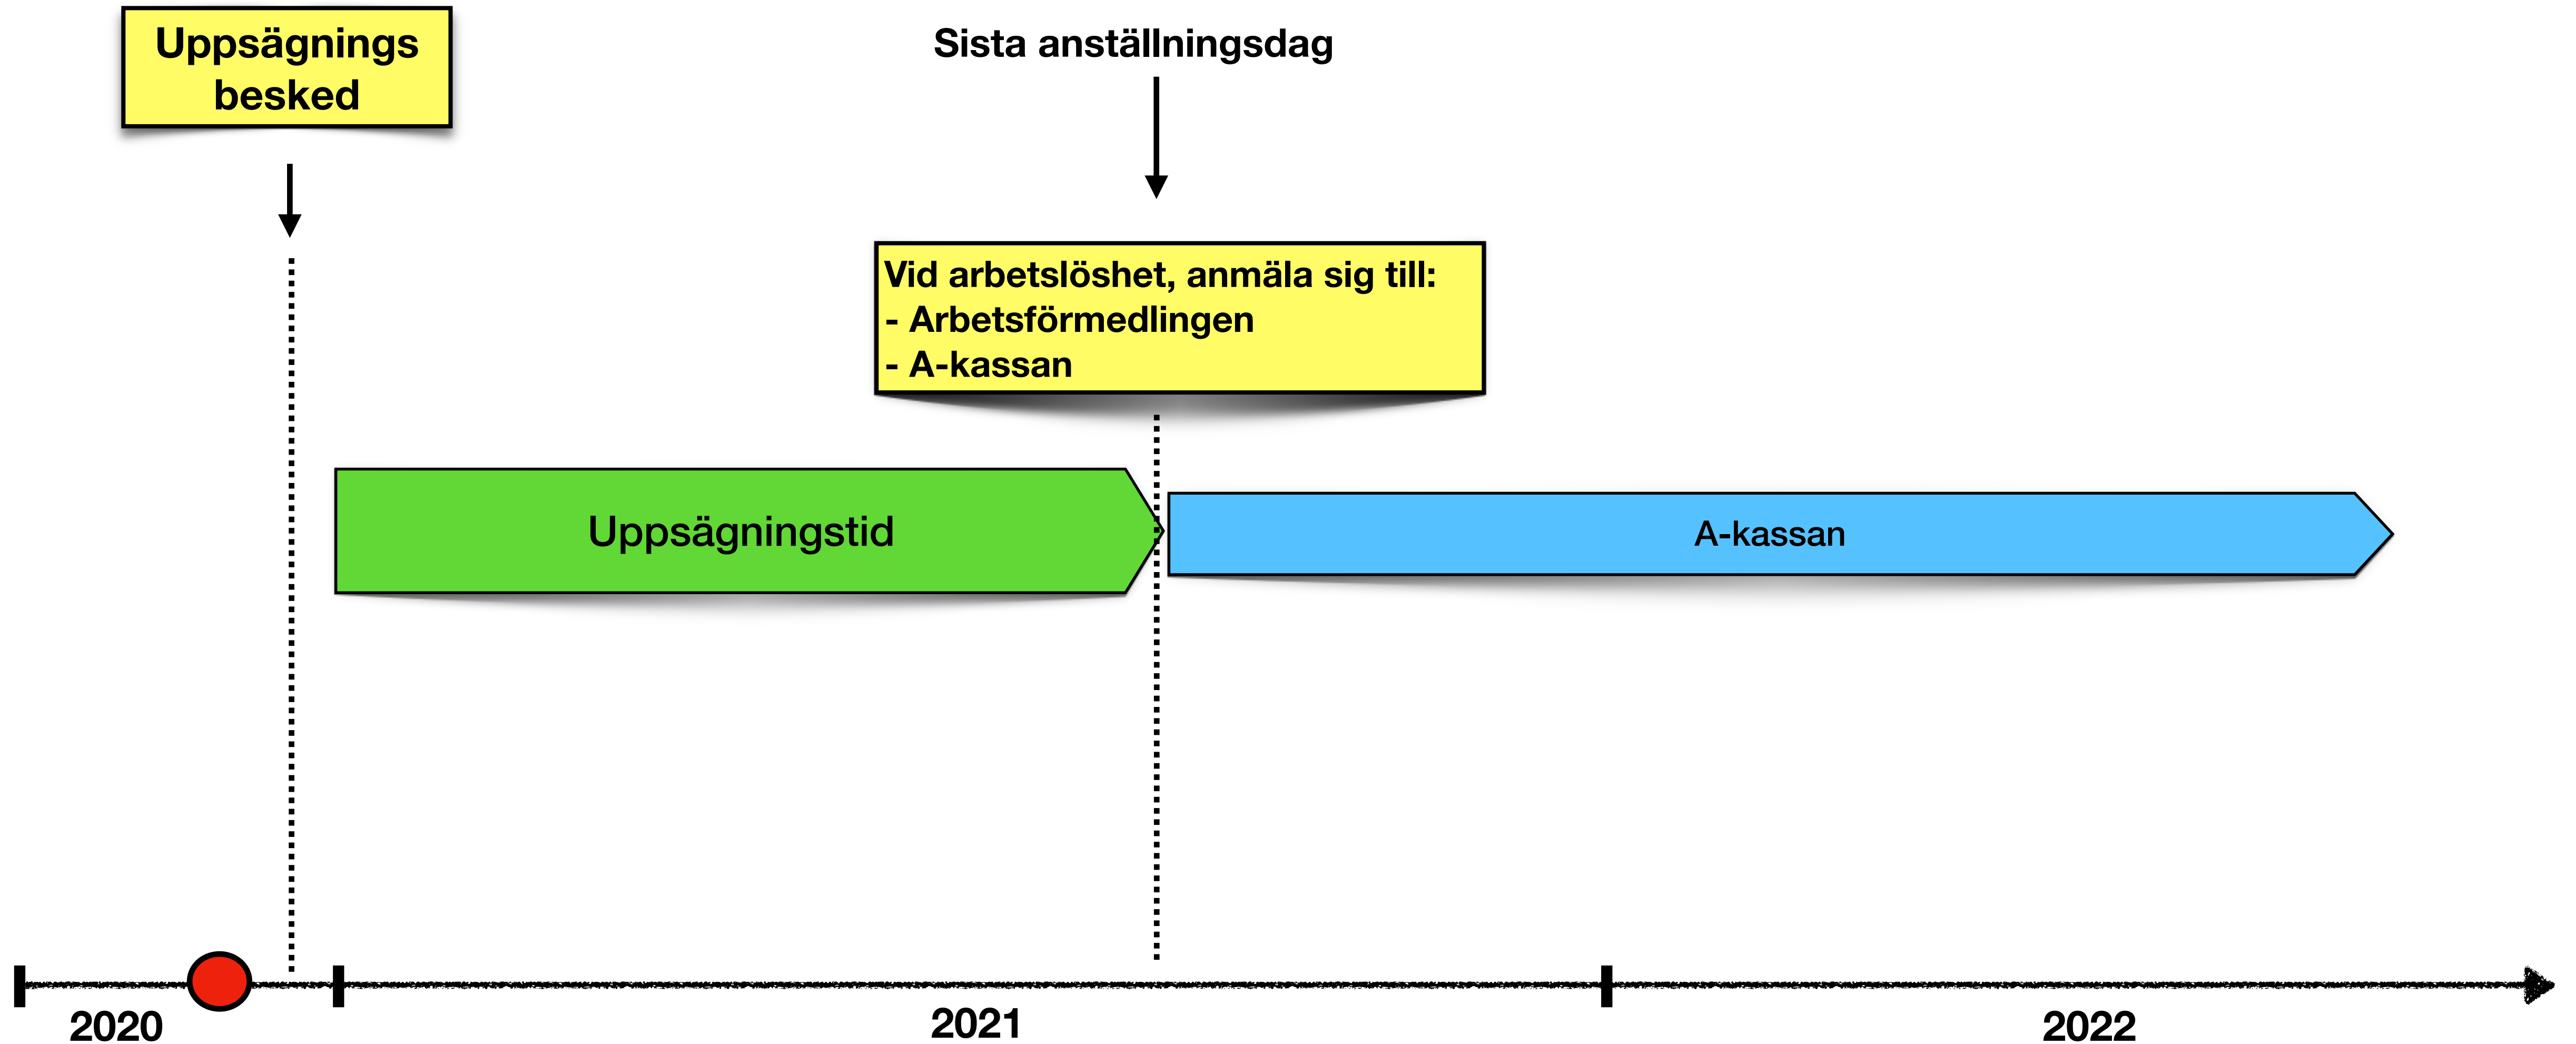 Uppsägnings
besked
Sista anställningsdag
Vid arbetslöshet, anmäla sig till:
- Arbetsförmedlingen
- A-kassan
Uppsägningstid
A-kassan
2020
2021
2022